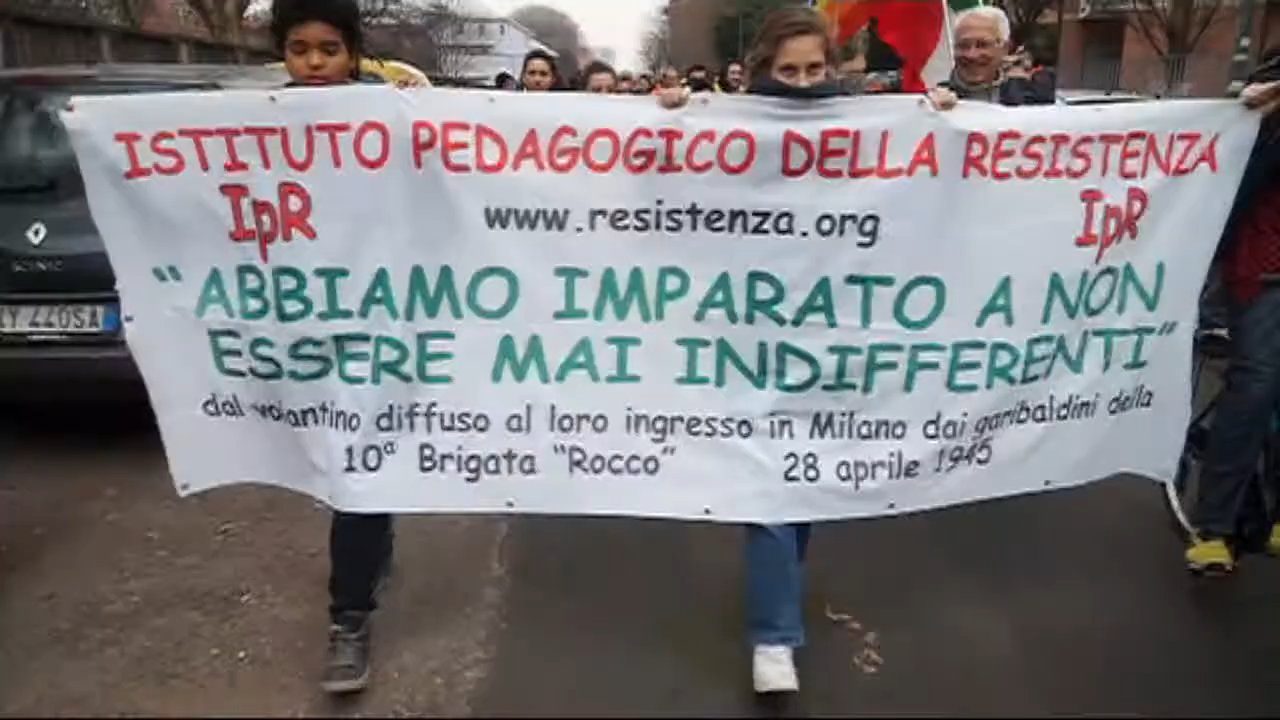 ISTITUTO PEDAGOGICO DELLA RESISTENZA
IpR www.resistenza.org IpR
"ABBIAMO IMPARATO A NON
ESSERE MAI INDIFFERENTI"
dal volantino diffuso al loro ingresso in Milano dai garibaldini della
10ª Brigata "Rocco" 28 aprile 1945
440SA